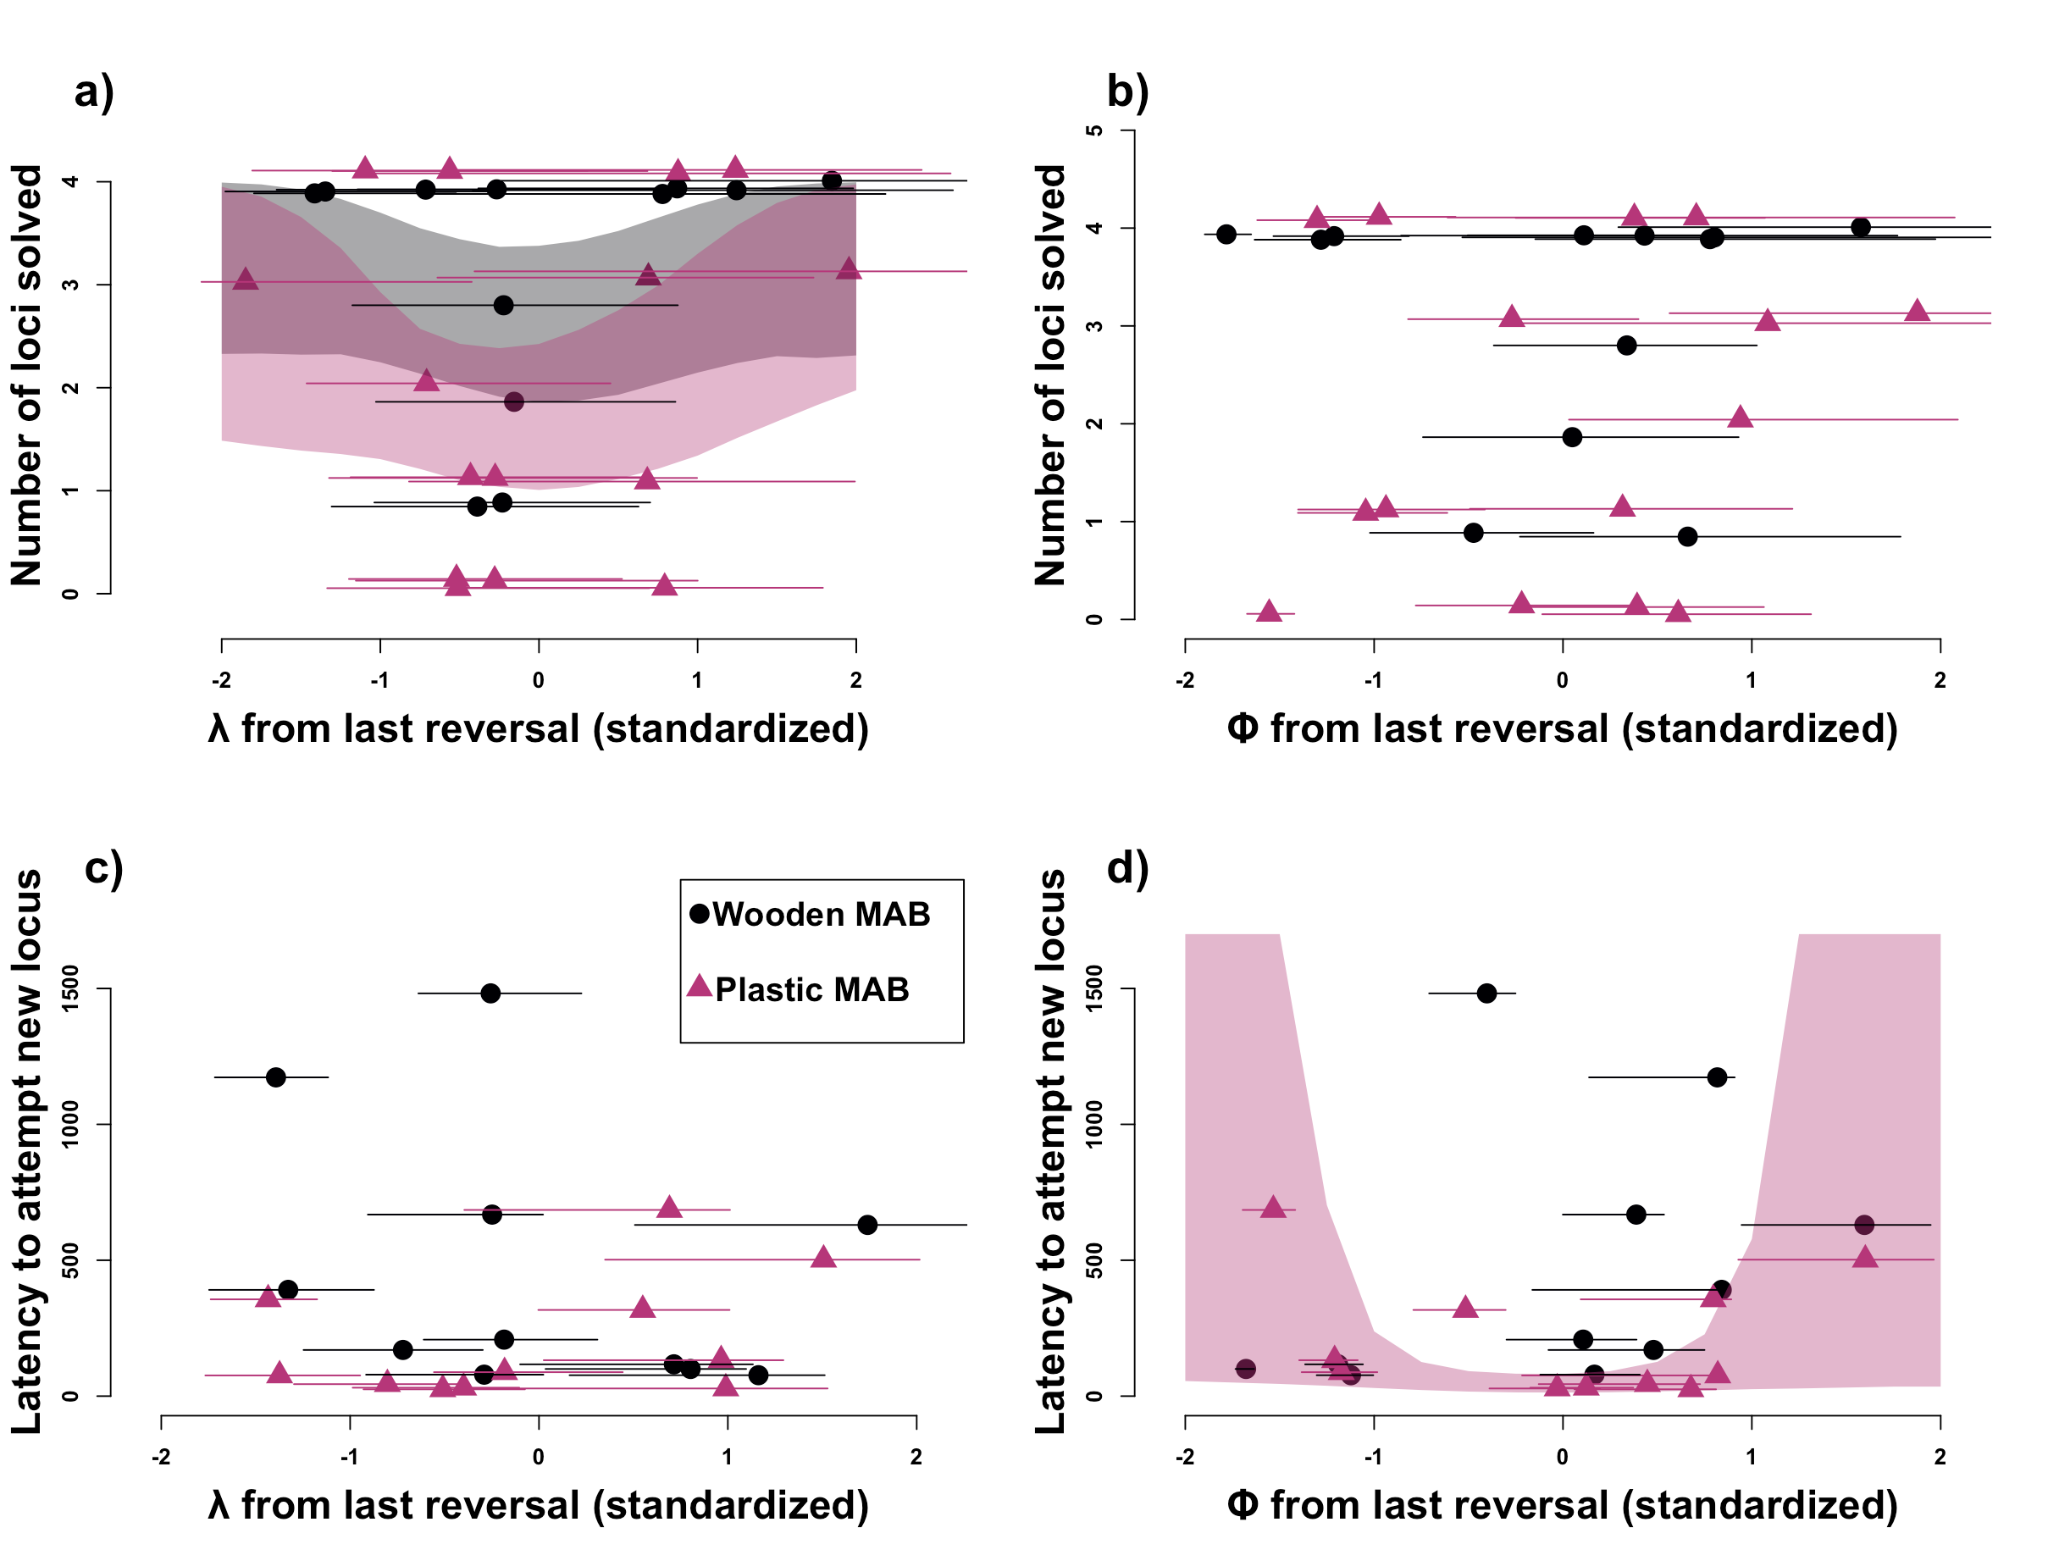 a)
Number of loci solved
0 1 2 3 4
-2 -1 0 1 2
λ from last reversal (standardized)
b)
Number of loci solved
0 1 2 3 4 5
-2 -1 0 1 2
Φ from last reversal (standardized)
c)
Latency to attempt new locus
0 500 1000 1500
Wooden MAB
Plastic MAB
-2 -1 0 1 2
λ from last reversal (standardized)
d)
Latency to attempt new locus
0 500 1000 1500
-2 -1 0 1 2
Φ from last reversal (standardized)